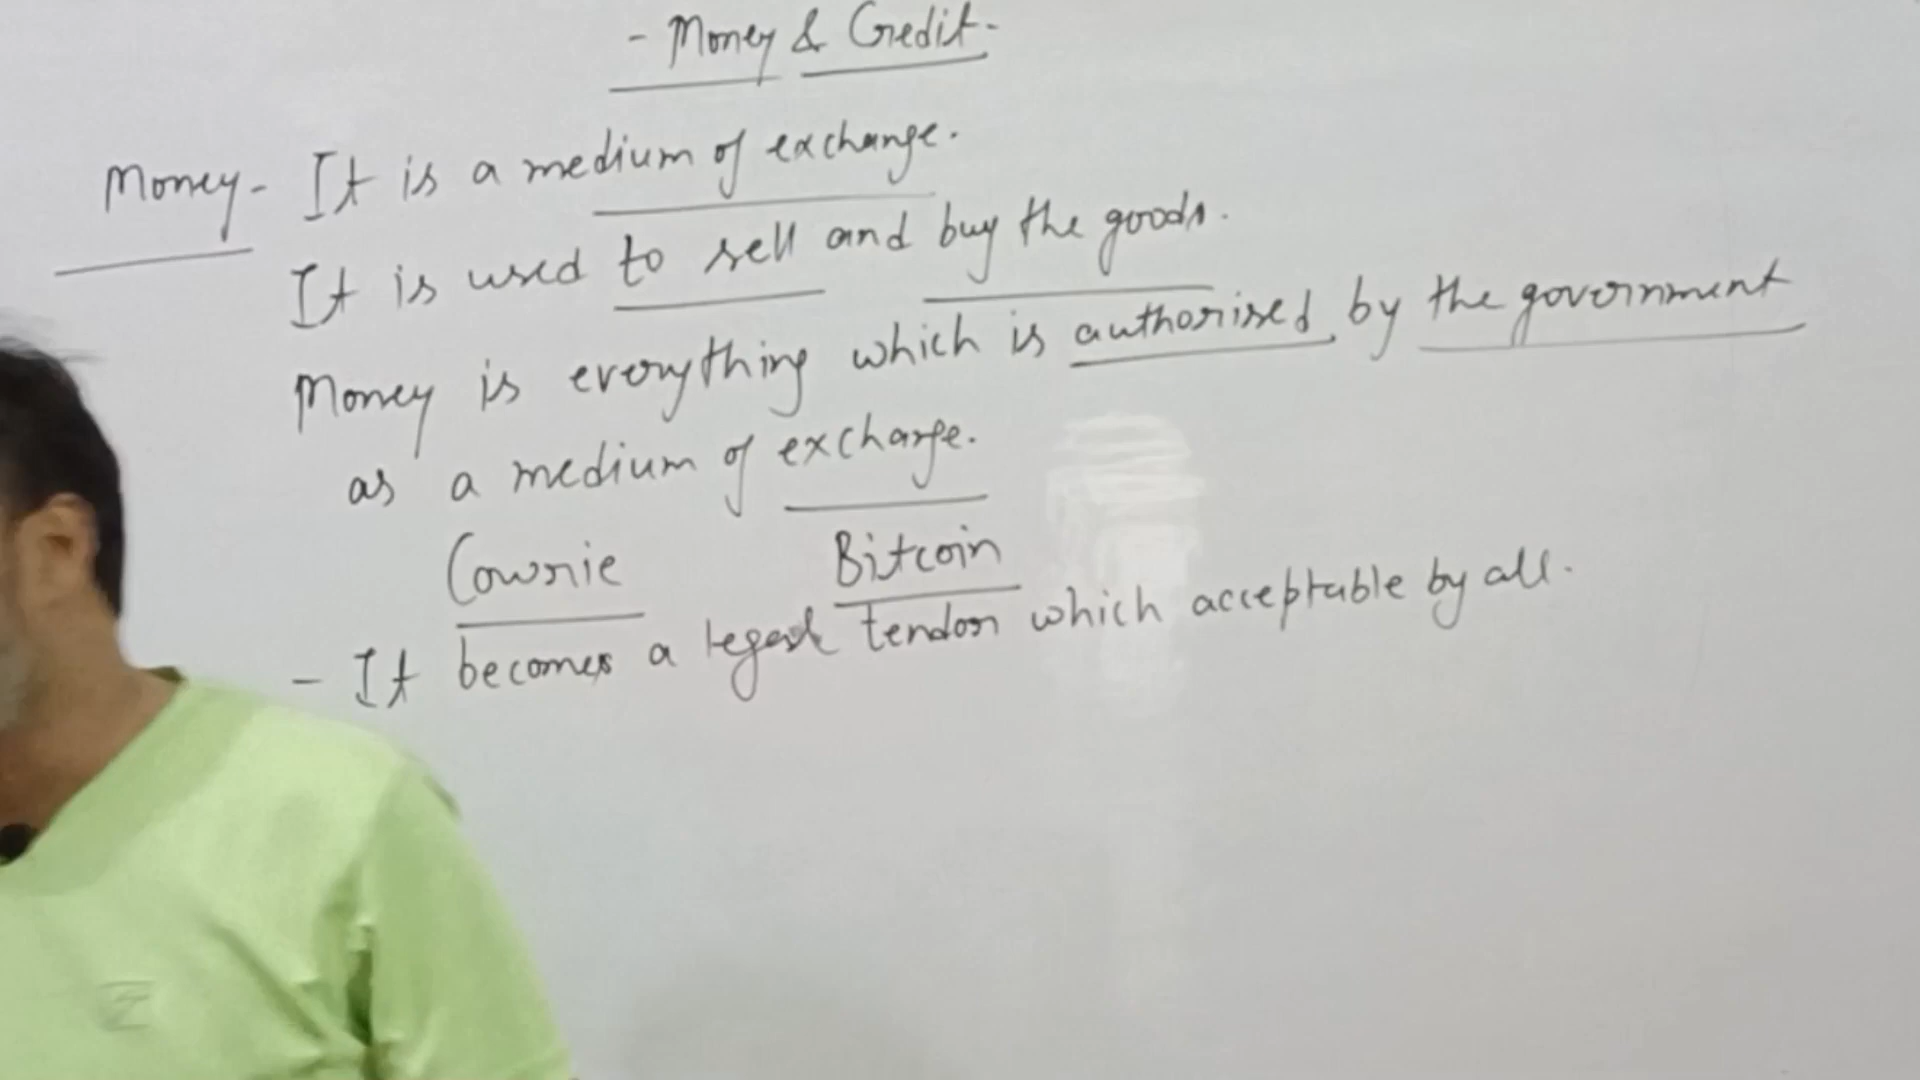 - Money & Credit -
Money - It is a medium of exchange.
It is used to sell and buy the goods.
Money is everything which is authorised by the government
as a medium of exchange.
Cowrie Bitcoin
- It becomes a legal tendor which acceptable by all.